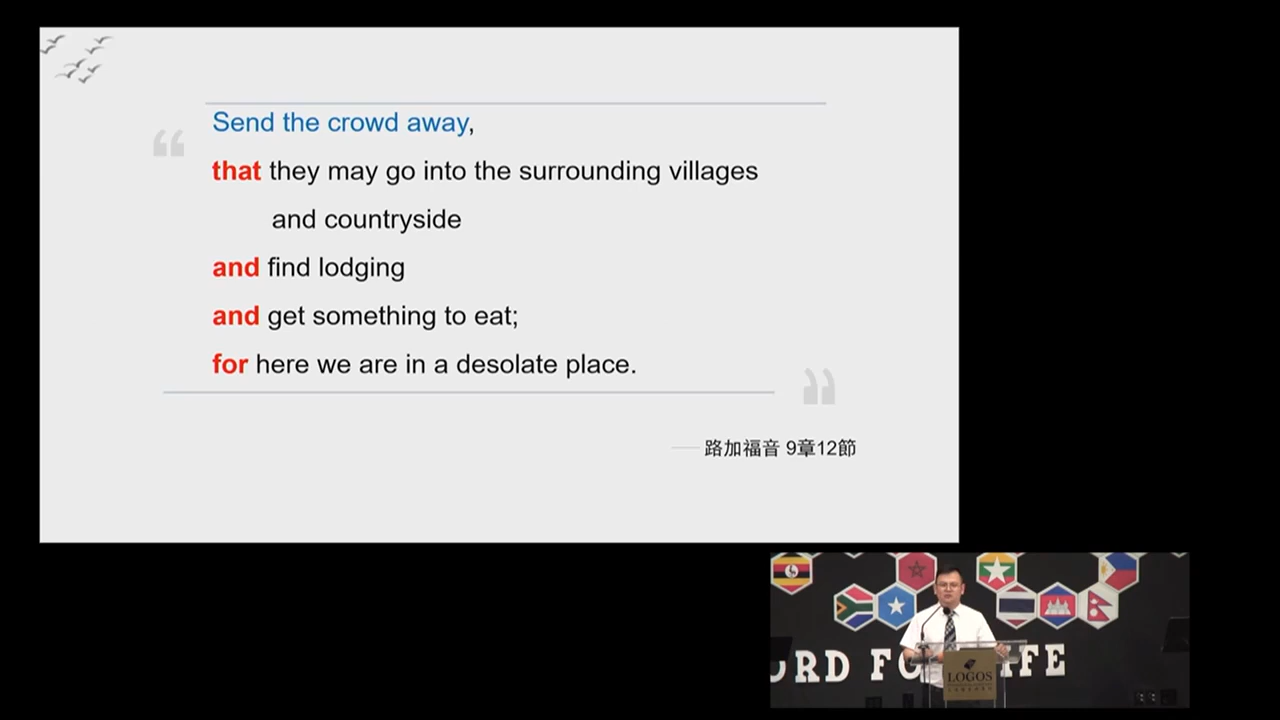 Send the crowd away,
that they may go into the surrounding villages
and countryside
and find lodging
and get something to eat;
for here we are in a desolate place.
路加福音 9章12節
LOGOS